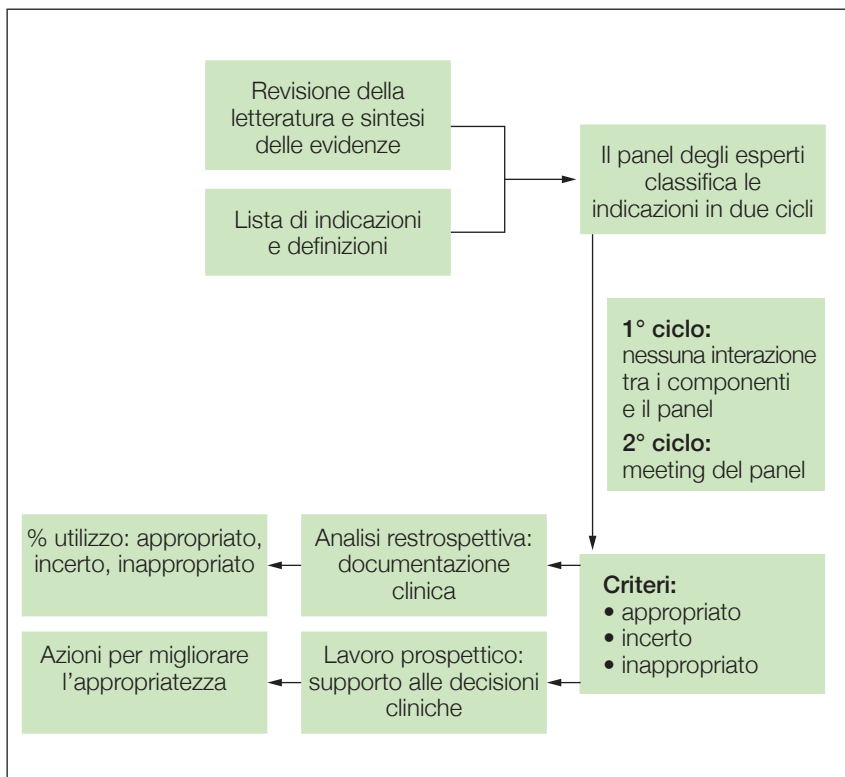 Revisione della
letteratura e sintesi
delle evidenze
Lista di indicazioni
e definizioni
Il panel degli esperti
classifica le
indicazioni in due cicli
1° ciclo:
nessuna interazione
tra i componenti
e il panel
2° ciclo:
meeting del panel
Criteri:
• appropriato
• incerto
• inappropriato
Analisi restrospettiva:
documentazione
clinica
% utilizzo: appropriato,
incerto, inappropriato
Lavoro prospettico:
supporto alle decisioni
cliniche
Azioni per migliorare
l'appropriatezza